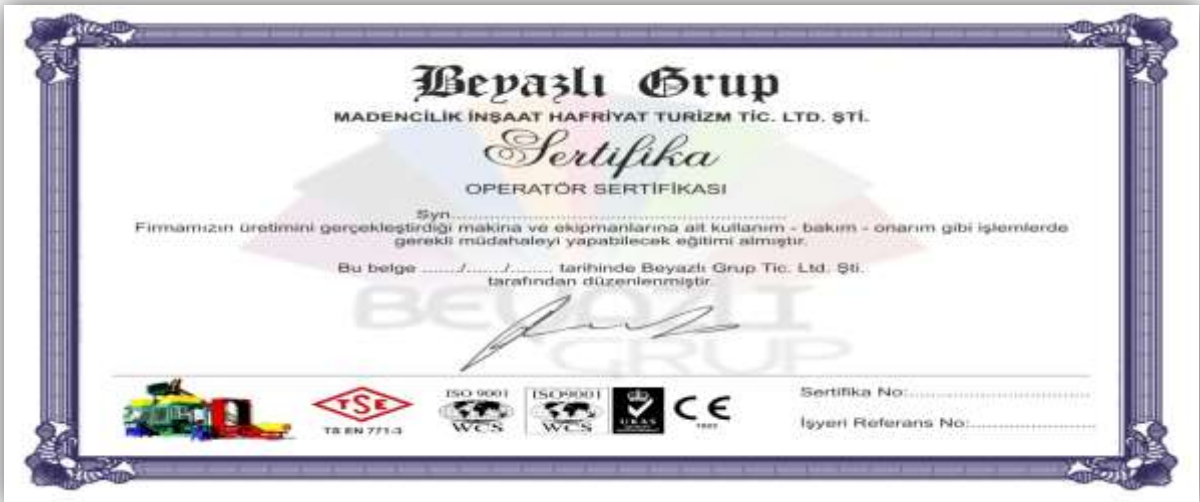 Beyazlı Grup
MADENCİLİK İNŞAAT HAFRİYAT TURİZM TİC. LTD. ŞTİ.
Sertifika
OPERATÖR SERTİFİKASI
Syn.......................................................
Firmamızın üretimini gerçekleştirdiği makina ve ekipmanlarına ait kullanım - bakım - onarım gibi işlemlerde
gerekli müdahaleyi yapabilecek eğitimi almıştır.
Bu belge ......./......./........ tarihinde Beyazlı Grup Tic. Ltd. Şti.
tarafından düzenlenmiştir.
BEYAZLI
GRUP
TSE
TS EN 771-3
ISO 9001
WCS
ISO9001
WCS
UKAS
CE
Sertifika No:................................
İşyeri Referans No:......................